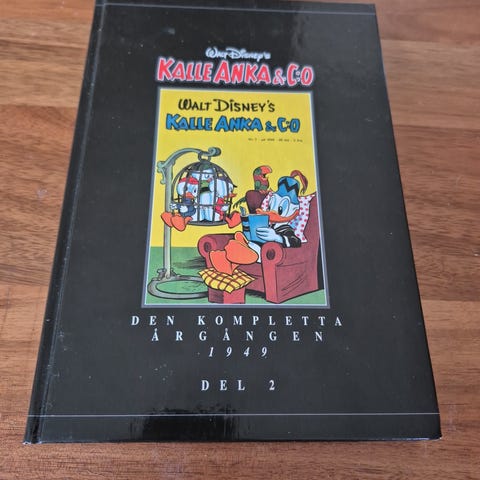 Walt Disney's
KALLE ANKA & C:O
WALT DISNEY'S
KALLE ANKA & C:O
DEN KOMPLETTA
ÅRGÅNGEN
1949
DEL 2